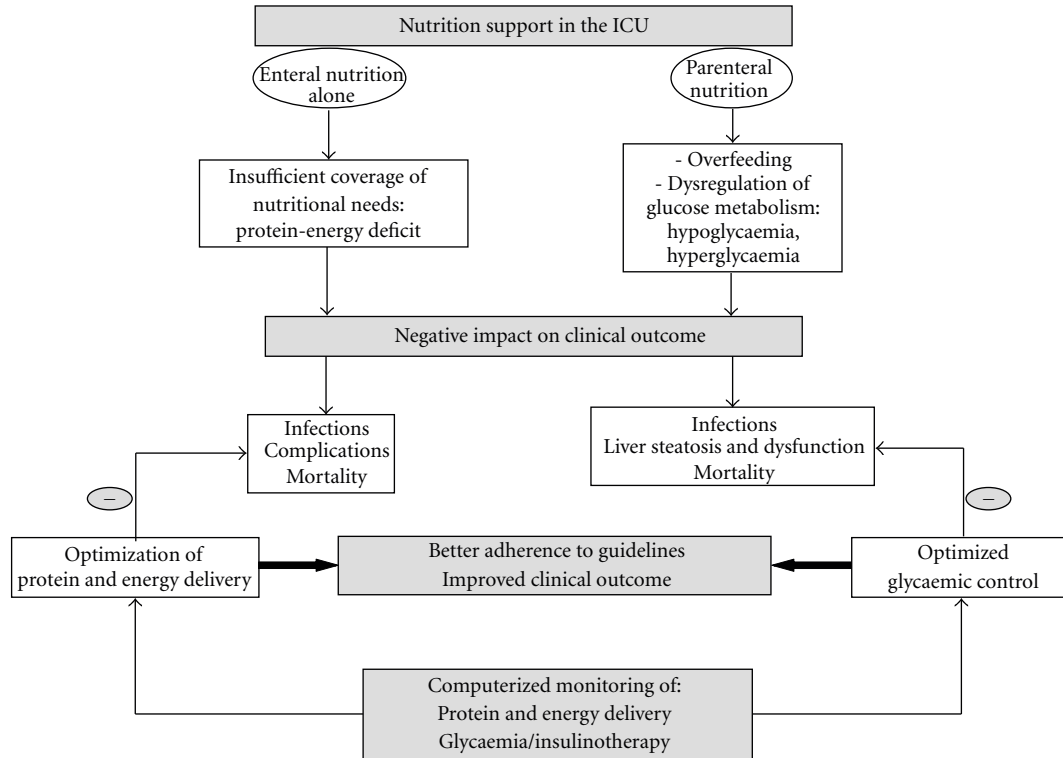 Nutrition support in the ICU
Enteral nutrition
alone
Parenteral
nutrition
Insufficient coverage of
nutritional needs:
protein-energy deficit
- Overfeeding
- Dysregulation of
glucose metabolism:
hypoglycaemia,
hyperglycaemia
Negative impact on clinical outcome
Infections
Complications
Mortality
Infections
Liver steatosis and dysfunction
Mortality
−
−
Optimization of
protein and energy delivery
Better adherence to guidelines
Improved clinical outcome
Optimized
glycaemic control
Computerized monitoring of:
Protein and energy delivery
Glycaemia/insulinotherapy